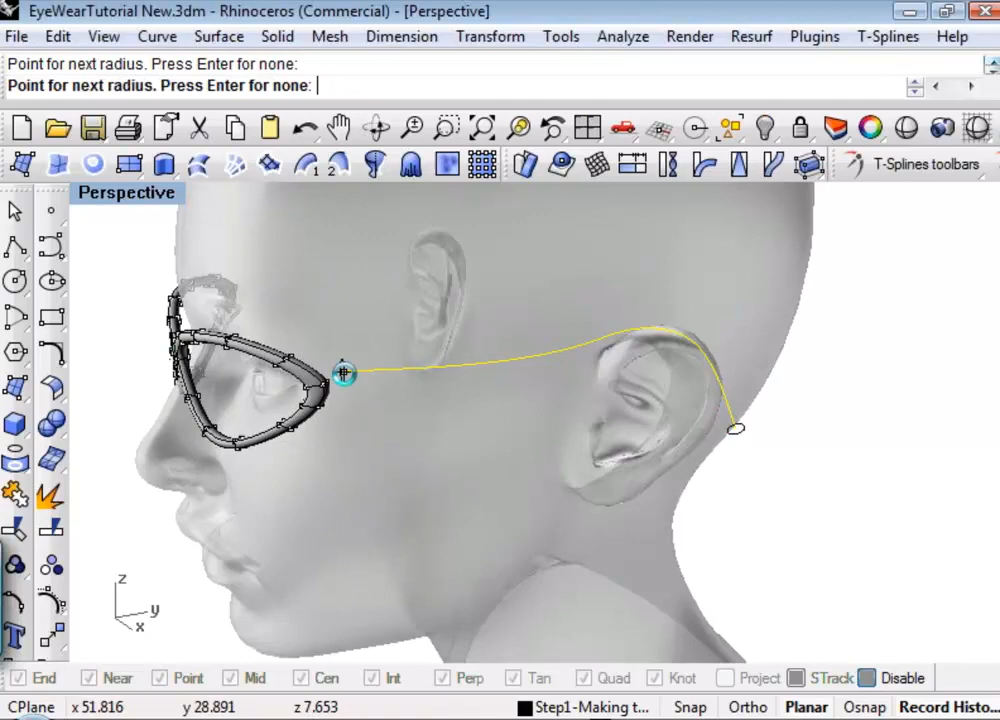 EyeWearTutorial New.3dm - Rhinoceros (Commercial) - [Perspective]
File Edit View Curve Surface Solid Mesh Dimension Transform Tools Analyze Render Resurf Plugins T-Splines Help
Point for next radius. Press Enter for none:
Point for next radius. Press Enter for none:
1 2 T-Splines toolbars
Perspective
T
z
y
x
End Near Point Mid Cen Int Perp Tan Quad Knot Project STrack Disable
CPlane x 51.816 y 28.891 z 7.653 Step1-Making t... Snap Ortho Planar Osnap Record Histo...